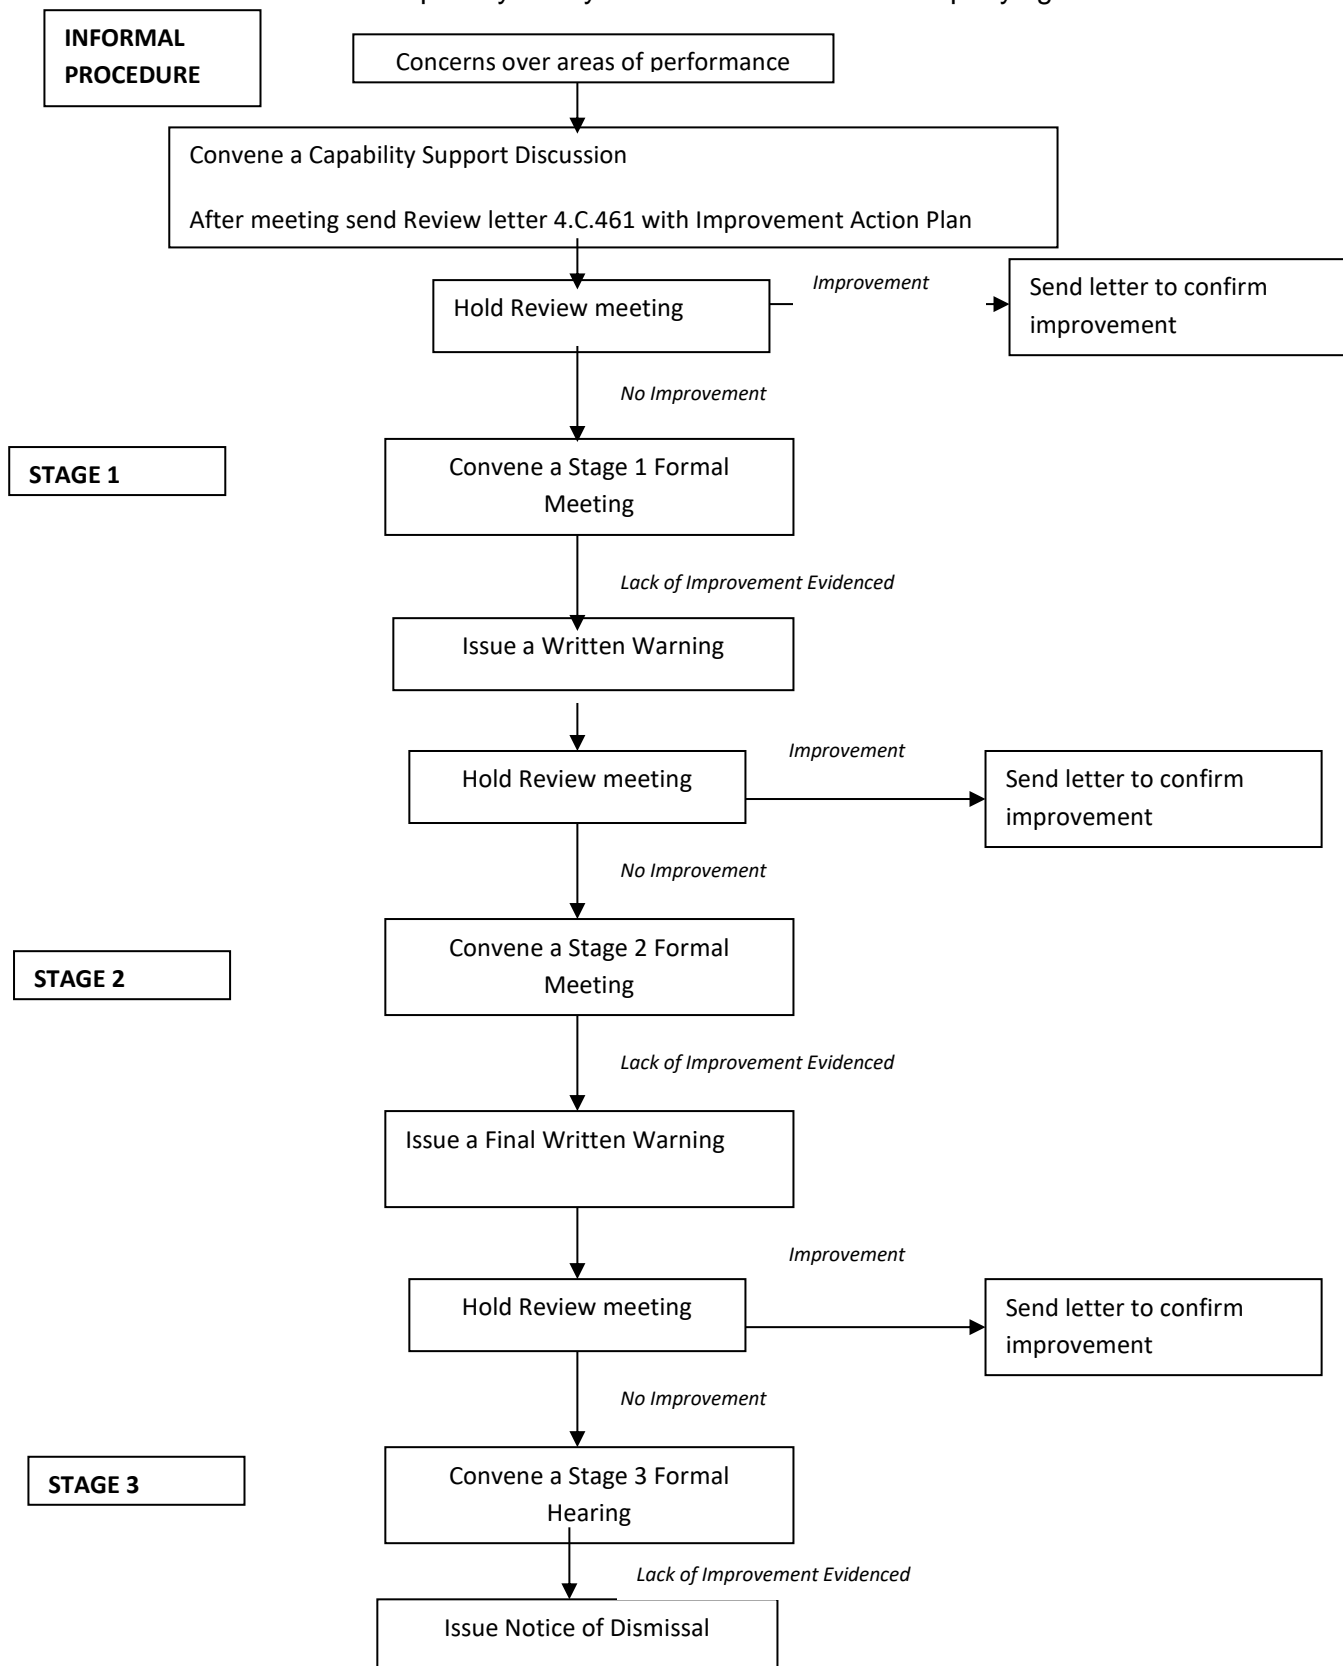 INFORMAL
PROCEDURE
Concerns over areas of performance
Convene a Capability Support Discussion
After meeting send Review letter 4.C.461 with Improvement Action Plan
Hold Review meeting
Improvement
Send letter to confirm
improvement
No Improvement
STAGE 1
Convene a Stage 1 Formal
Meeting
Lack of Improvement Evidenced
Issue a Written Warning
Hold Review meeting
Improvement
Send letter to confirm
improvement
No Improvement
STAGE 2
Convene a Stage 2 Formal
Meeting
Lack of Improvement Evidenced
Issue a Final Written Warning
Improvement
Hold Review meeting
Send letter to confirm
improvement
No Improvement
STAGE 3
Convene a Stage 3 Formal
Hearing
Lack of Improvement Evidenced
Issue Notice of Dismissal